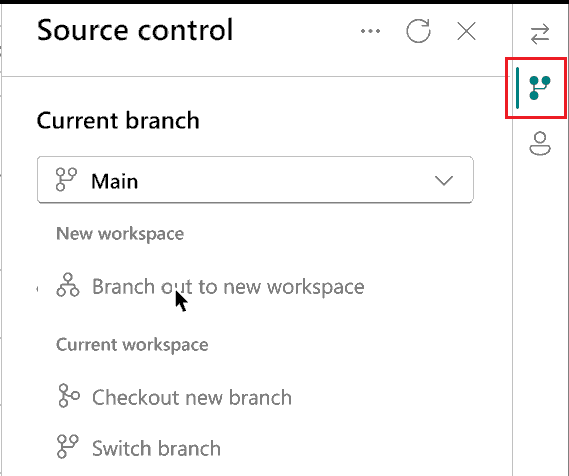 Source control
Current branch
Main
New workspace
Branch out to new workspace
Current workspace
Checkout new branch
Switch branch